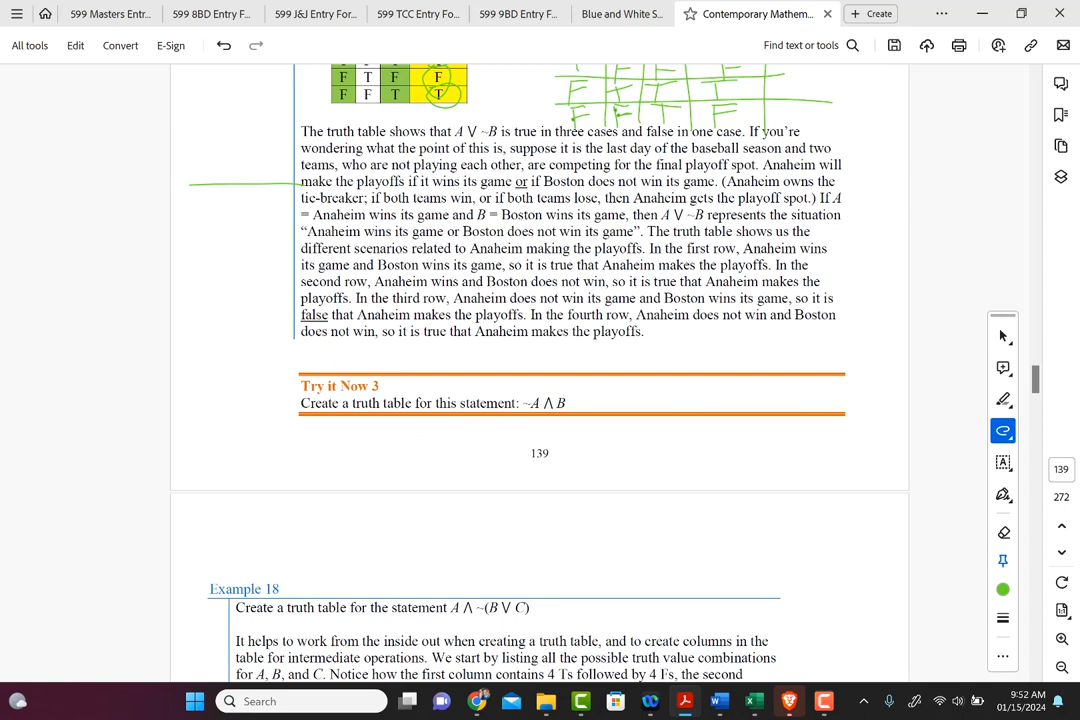 599 Masters Entr...
599 8BD Entry F...
599 J&J Entry For...
599 TCC Entry Fo...
599 9BD Entry F...
Blue and White S...
Contemporary Mathem...
Create
All tools
Edit
Convert
E-Sign
Find text or tools
F T F F
F F T T
F F T F
The truth table shows that A ⋁ ~B is true in three cases and false in one case. If you're
wondering what the point of this is, suppose it is the last day of the baseball season and two
teams, who are not playing each other, are competing for the final playoff spot. Anaheim will
make the playoffs if it wins its game or if Boston does not win its game. (Anaheim owns the
tie-breaker; if both teams win, or if both teams lose, then Anaheim gets the playoff spot.) If A
= Anaheim wins its game and B = Boston wins its game, then A ⋁ ~B represents the situation
“Anaheim wins its game or Boston does not win its game”. The truth table shows us the
different scenarios related to Anaheim making the playoffs. In the first row, Anaheim wins
its game and Boston wins its game, so it is true that Anaheim makes the playoffs. In the
second row, Anaheim wins and Boston does not win, so it is true that Anaheim makes the
playoffs. In the third row, Anaheim does not win its game and Boston wins its game, so it is
false that Anaheim makes the playoffs. In the fourth row, Anaheim does not win and Boston
does not win, so it is true that Anaheim makes the playoffs.
Try it Now 3
Create a truth table for this statement: ~A ⋀ B
139
Example 18
Create a truth table for the statement A ⋀ ~(B ⋁ C)
It helps to work from the inside out when creating a truth table, and to create columns in the
table for intermediate operations. We start by listing all the possible truth value combinations
for A, B, and C. Notice how the first column contains 4 Ts followed by 4 Fs, the second
139
272
Search
9:52 AM
01/15/2024